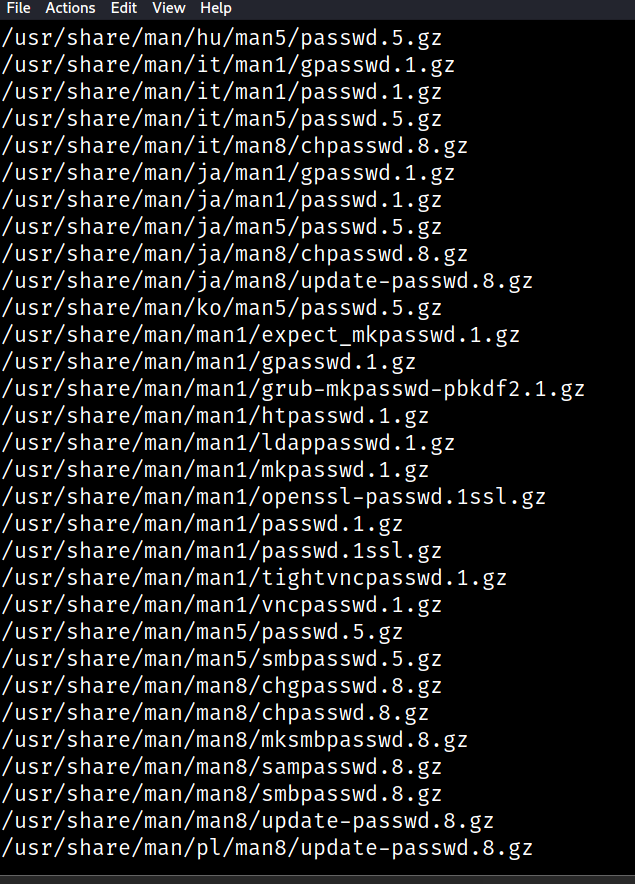 File Actions Edit View Help
/usr/share/man/hu/man5/passwd.5.gz
/usr/share/man/it/man1/gpasswd.1.gz
/usr/share/man/it/man1/passwd.1.gz
/usr/share/man/it/man5/passwd.5.gz
/usr/share/man/it/man8/chpasswd.8.gz
/usr/share/man/ja/man1/gpasswd.1.gz
/usr/share/man/ja/man1/passwd.1.gz
/usr/share/man/ja/man5/passwd.5.gz
/usr/share/man/ja/man8/chpasswd.8.gz
/usr/share/man/ja/man8/update-passwd.8.gz
/usr/share/man/ko/man5/passwd.5.gz
/usr/share/man/man1/expect_mkpasswd.1.gz
/usr/share/man/man1/gpasswd.1.gz
/usr/share/man/man1/grub-mkpasswd-pbkdf2.1.gz
/usr/share/man/man1/htpasswd.1.gz
/usr/share/man/man1/ldappasswd.1.gz
/usr/share/man/man1/mkpasswd.1.gz
/usr/share/man/man1/openssl-passwd.1ssl.gz
/usr/share/man/man1/passwd.1.gz
/usr/share/man/man1/passwd.1ssl.gz
/usr/share/man/man1/tightvncpasswd.1.gz
/usr/share/man/man1/vncpasswd.1.gz
/usr/share/man/man5/passwd.5.gz
/usr/share/man/man5/smbpasswd.5.gz
/usr/share/man/man8/chgpasswd.8.gz
/usr/share/man/man8/chpasswd.8.gz
/usr/share/man/man8/mksmbpasswd.8.gz
/usr/share/man/man8/sampasswd.8.gz
/usr/share/man/man8/smbpasswd.8.gz
/usr/share/man/man8/update-passwd.8.gz
/usr/share/man/pl/man8/update-passwd.8.gz